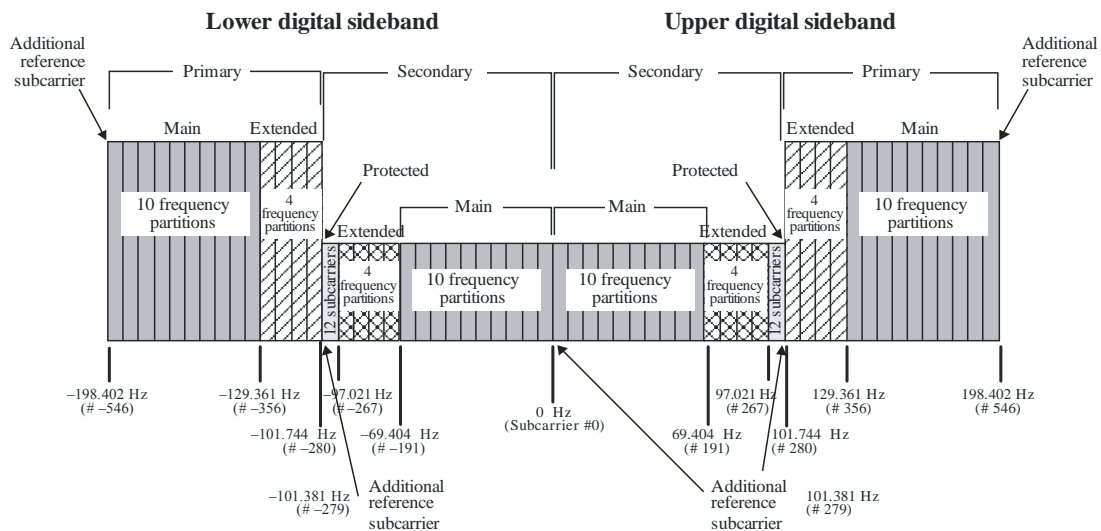 Lower digital sideband
Upper digital sideband
Additional
reference
subcarrier
Primary
Secondary
Secondary
Primary
Additional
reference
subcarrier
Main
Extended
Extended
Main
Protected
Protected
10 frequency
partitions
4
frequency
partitions
Main
Main
4
frequency
partitions
10 frequency
partitions
Extended
Extended
12 subcarriers
4
frequency
partitions
10 frequency
partitions
10 frequency
partitions
4
frequency
partitions
12 subcarriers
–198.402 Hz
(# –546)
–129.361 Hz
(# –356)
–97.021 Hz
(# –267)
0 Hz
(Subcarrier #0)
97.021 Hz
(# 267)
129.361 Hz
(# 356)
198.402 Hz
(# 546)
–101.744 Hz
(# –280)
–69.404 Hz
(# –191)
69.404 Hz
(# 191)
101.744 Hz
(# 280)
–101.381 Hz
(# –279)
Additional
reference
subcarrier
Additional
reference
subcarrier
101.381 Hz
(# 279)